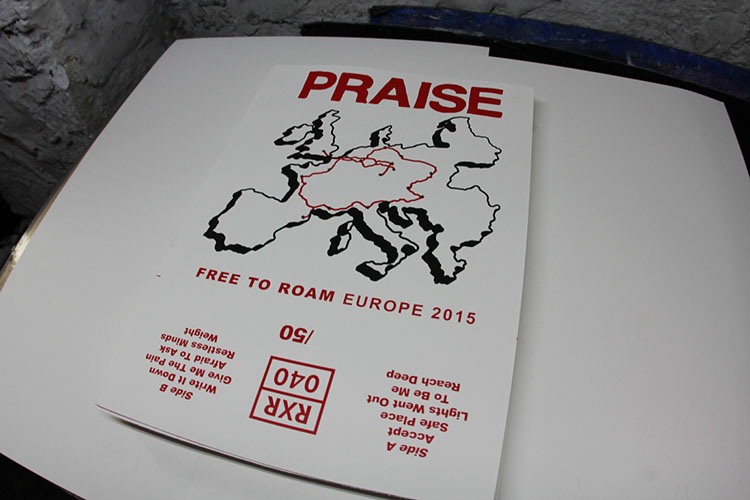 PRAISE
FREE TO ROAM EUROPE 2015
/50
RXR
040
Side A
Accept
Safe Place
Lights Went Out
To Be Me
Reach Deep
Side B
Write It Down
Give Me The Pain
Afraid To Ask
Restless Minds
Weight